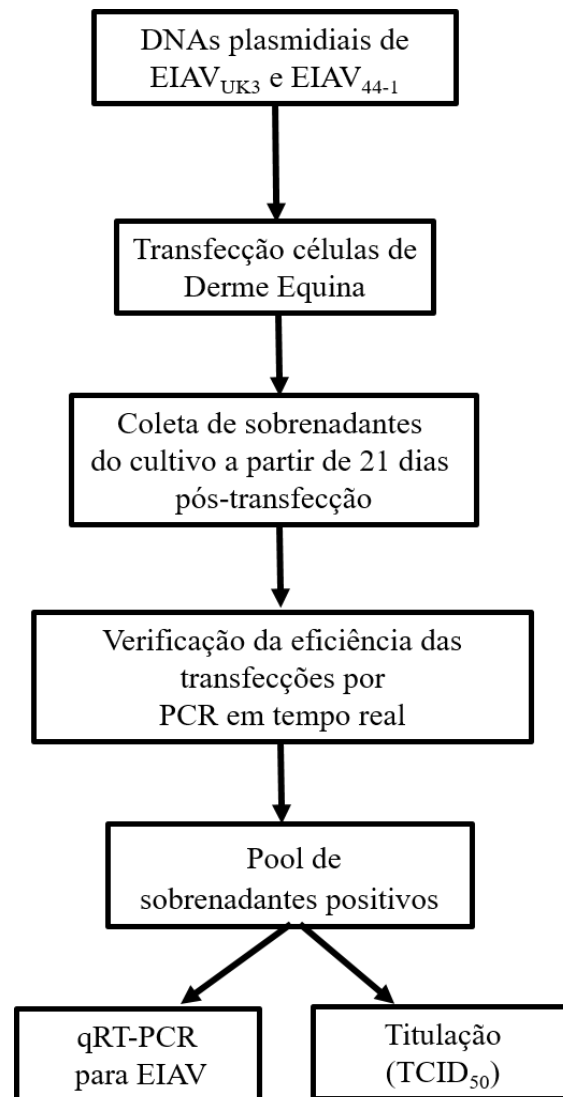 DNAs plasmidiais de
EIAV_UK3 e EIAV_44-1
Transfecção células de
Derme Equina
Coleta de sobrenadantes
do cultivo a partir de 21 dias
pós-transfecção
Verificação da eficiência das
transfecções por
PCR em tempo real
Pool de
sobrenadantes positivos
qRT-PCR
para EIAV
Titulação
(TCID₅₀)